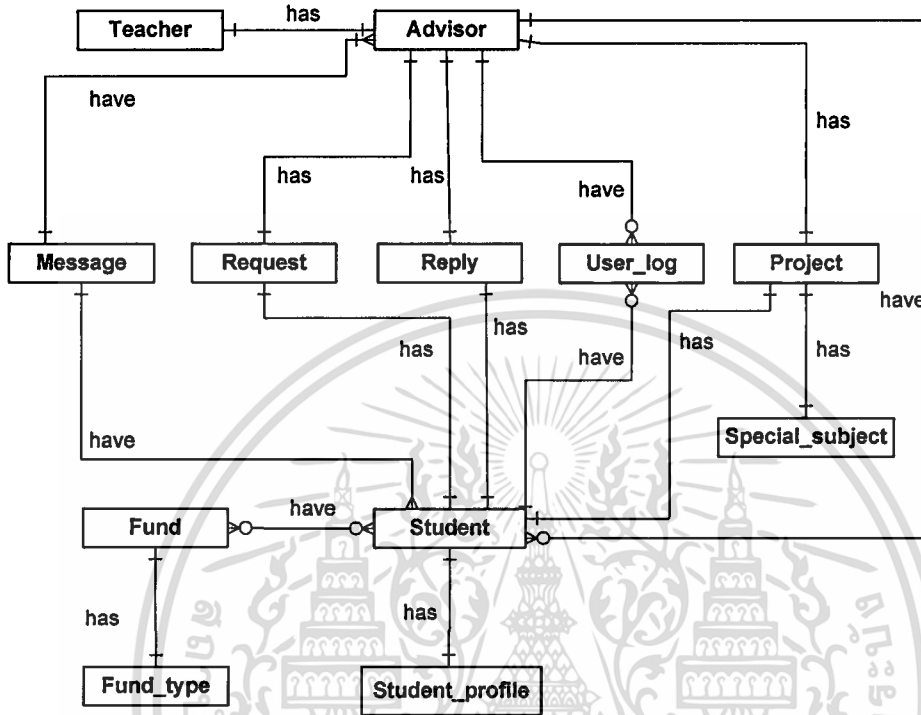 Teacher
has
Advisor
have
has
has
has
have
Message
Request
Reply
User_log
Project
have
has
has
have
has
has
Special_subject
have
Fund
have
Student
has
has
Fund_type
Student_profile